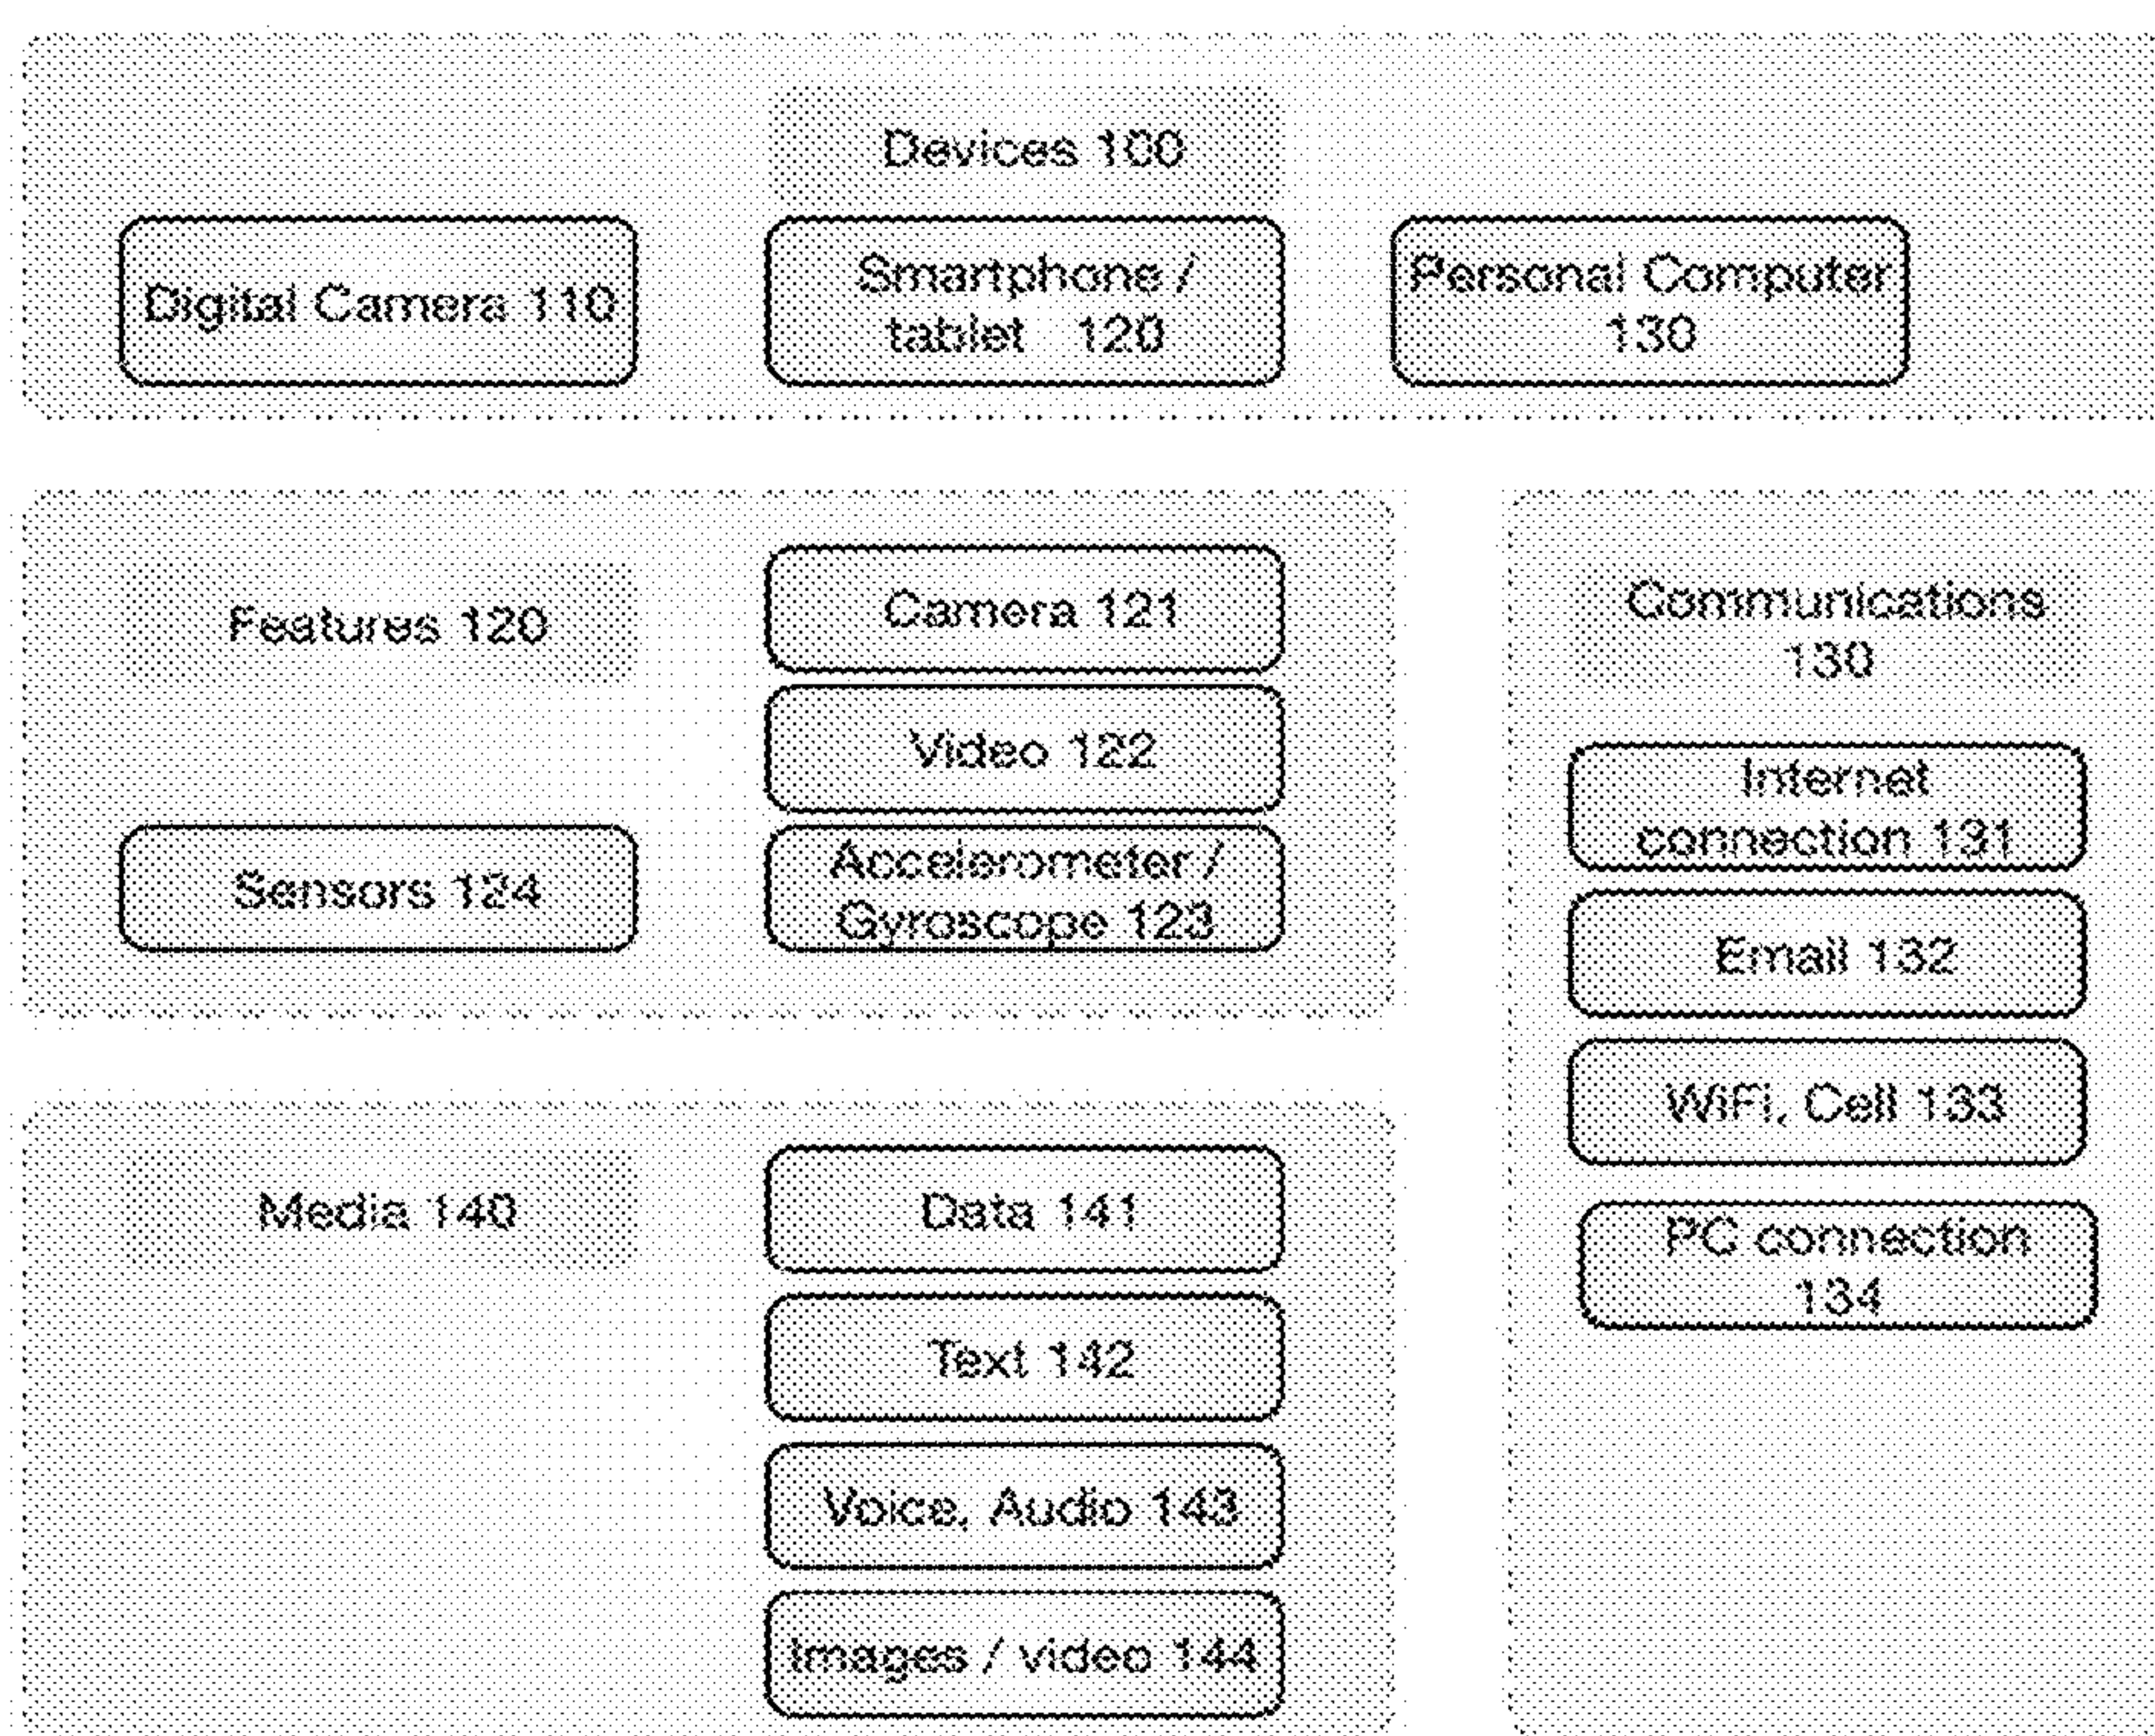 Devices 100
Digital Camera 110
Smartphone /
tablet 120
Personal Computer
130
Features 120
Camera 121
Video 122
Accelerometer /
Gyroscope 123
Sensors 124
Communications
130
Internet
connection 131
Email 132
WiFi, Cell 133
PC connection
134
Media 140
Data 141
Text 142
Voice, Audio 143
Images / video 144